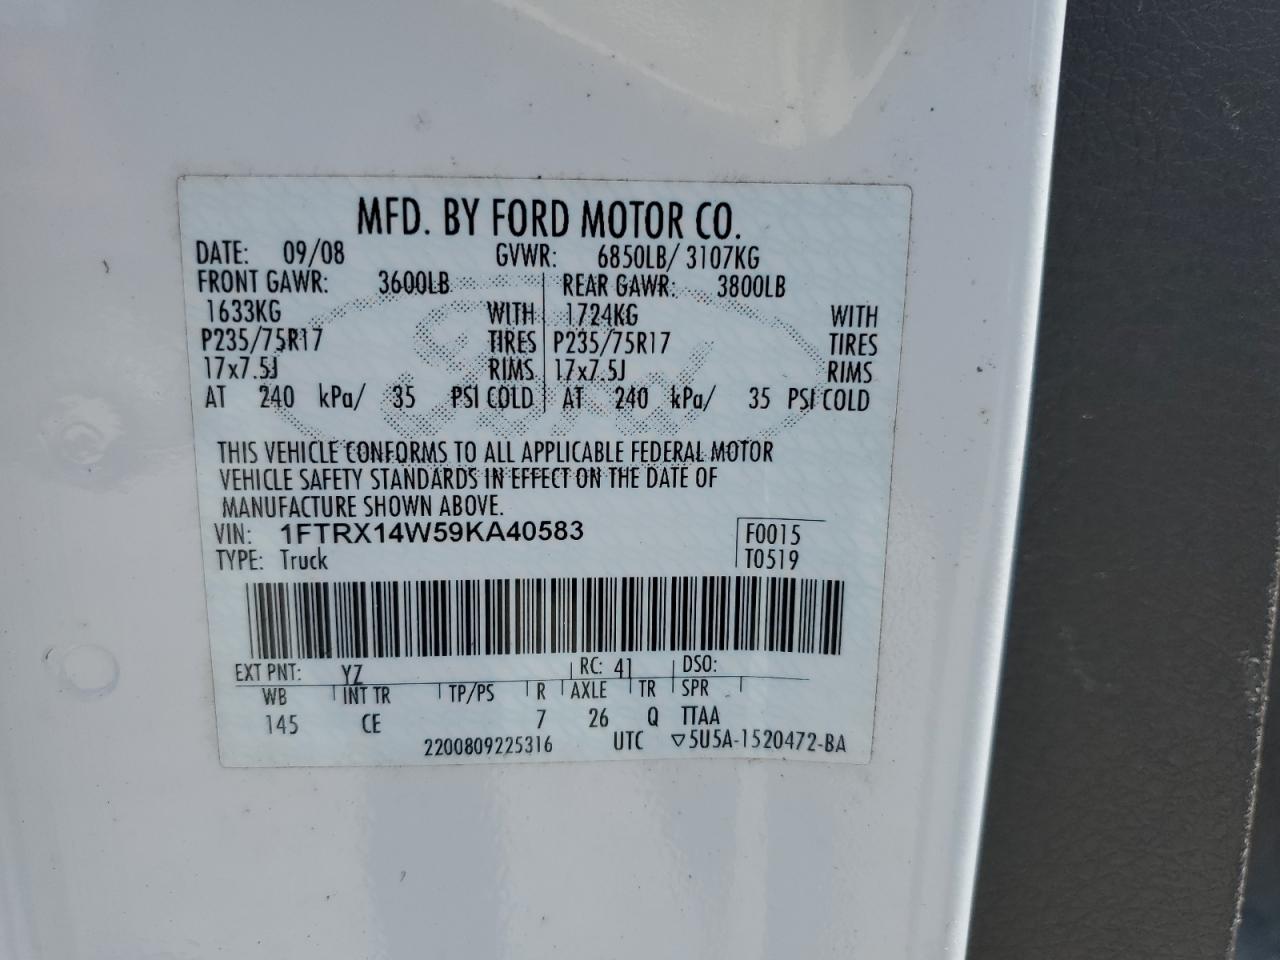 MFD. BY FORD MOTOR CO.
DATE: 09/08 GVWR: 6850LB/ 3107KG
FRONT GAWR: 3600LB REAR GAWR: 3800LB
1633KG WITH 1724KG WITH
P235/75R17 TIRES P235/75R17 TIRES
17x7.5J RIMS 17x7.5J RIMS
AT 240 kPa/ 35 PSI COLD AT 240 kPa/ 35 PSI COLD
THIS VEHICLE CONFORMS TO ALL APPLICABLE FEDERAL MOTOR
VEHICLE SAFETY STANDARDS IN EFFECT ON THE DATE OF
MANUFACTURE SHOWN ABOVE.
VIN: 1FTRX14W59KA40583 F0015
TYPE: Truck T0519
EXT PNT: YZ RC: 41 DSO:
WB INT TR TP/PS R AXLE TR SPR
145 CE 7 26 Q TTAA
2200809225316 UTC ▽5U5A-1520472-BA